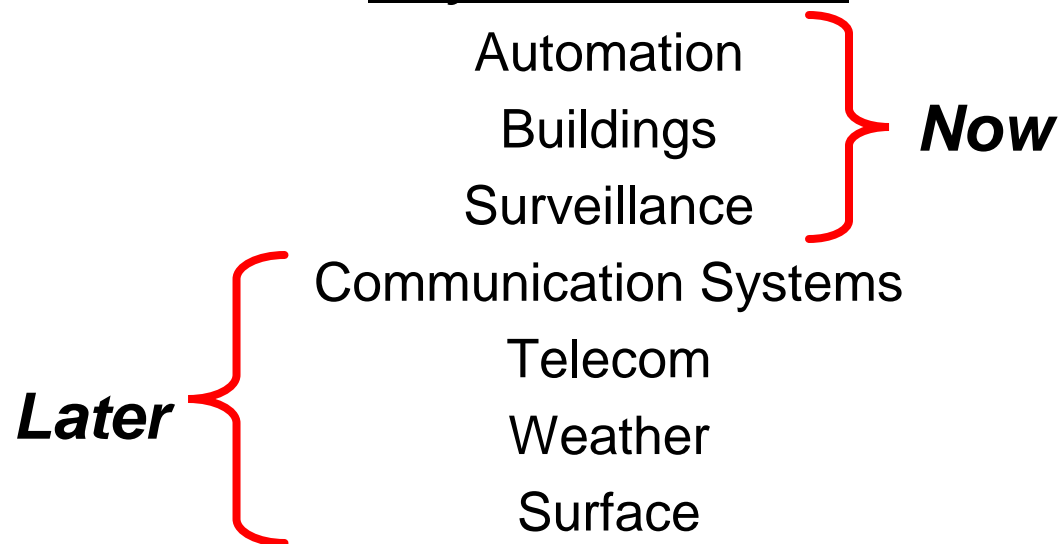 Automation
Buildings
Now
Surveillance
Communication Systems
Telecom
Later
Weather
Surface